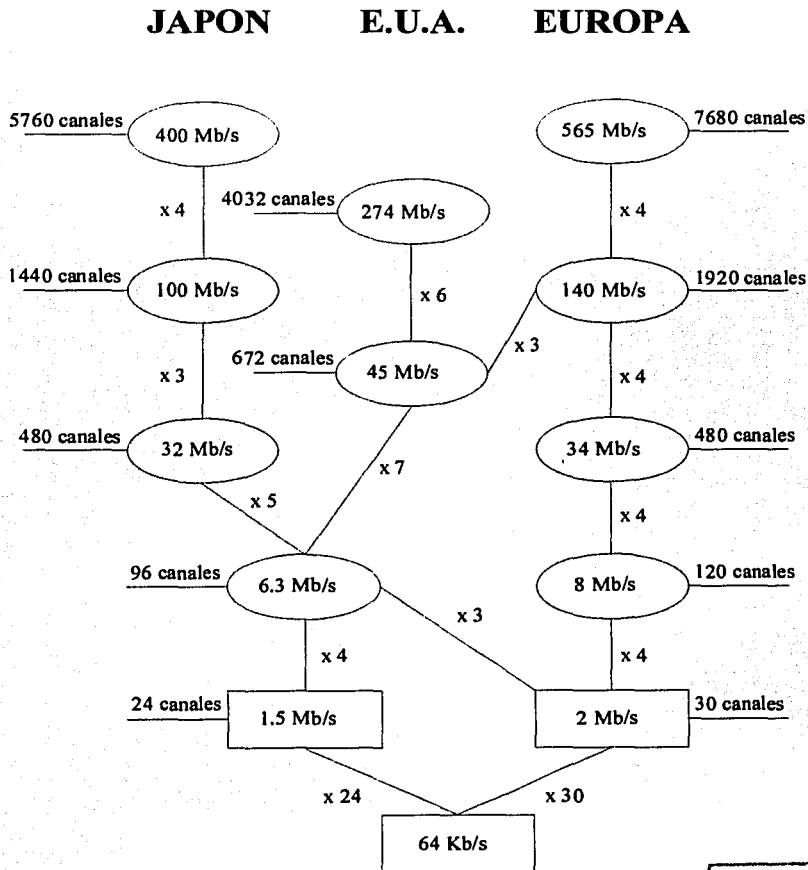 JAPON E.U.A. EUROPA
5760 canales 400 Mb/s 565 Mb/s 7680 canales
x 4 4032 canales 274 Mb/s x 4
1440 canales 100 Mb/s x 6 140 Mb/s 1920 canales
x 3 672 canales 45 Mb/s x 3 x 4
480 canales 32 Mb/s 34 Mb/s 480 canales
x 5 x 7 x 4
96 canales 6.3 Mb/s 8 Mb/s 120 canales
x 3
x 4 x 4
24 canales 1.5 Mb/s 2 Mb/s 30 canales
x 24 x 30
64 Kb/s